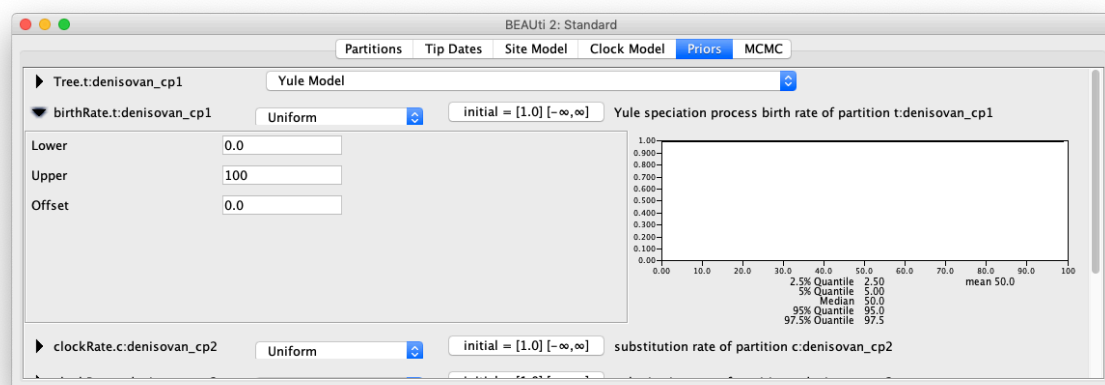 BEAUti 2: Standard
Partitions Tip Dates Site Model Clock Model Priors MCMC
Tree.t:denisovan_cp1 Yule Model
birthRate.t:denisovan_cp1 Uniform initial = [1.0] [-∞,∞] Yule speciation process birth rate of partition t:denisovan_cp1
Lower 0.0
Upper 100
Offset 0.0
1.00
0.900
0.800
0.700
0.600
0.500
0.400
0.300
0.200
0.100
0.00
0.00 10.0 20.0 30.0 40.0 50.0 60.0 70.0 80.0 90.0 100
2.5% Quantile 2.50 mean 50.0
5% Quantile 5.00
Median 50.0
95% Quantile 95.0
97.5% Quantile 97.5
clockRate.c:denisovan_cp2 Uniform initial = [1.0] [-∞,∞] substitution rate of partition c:denisovan_cp2